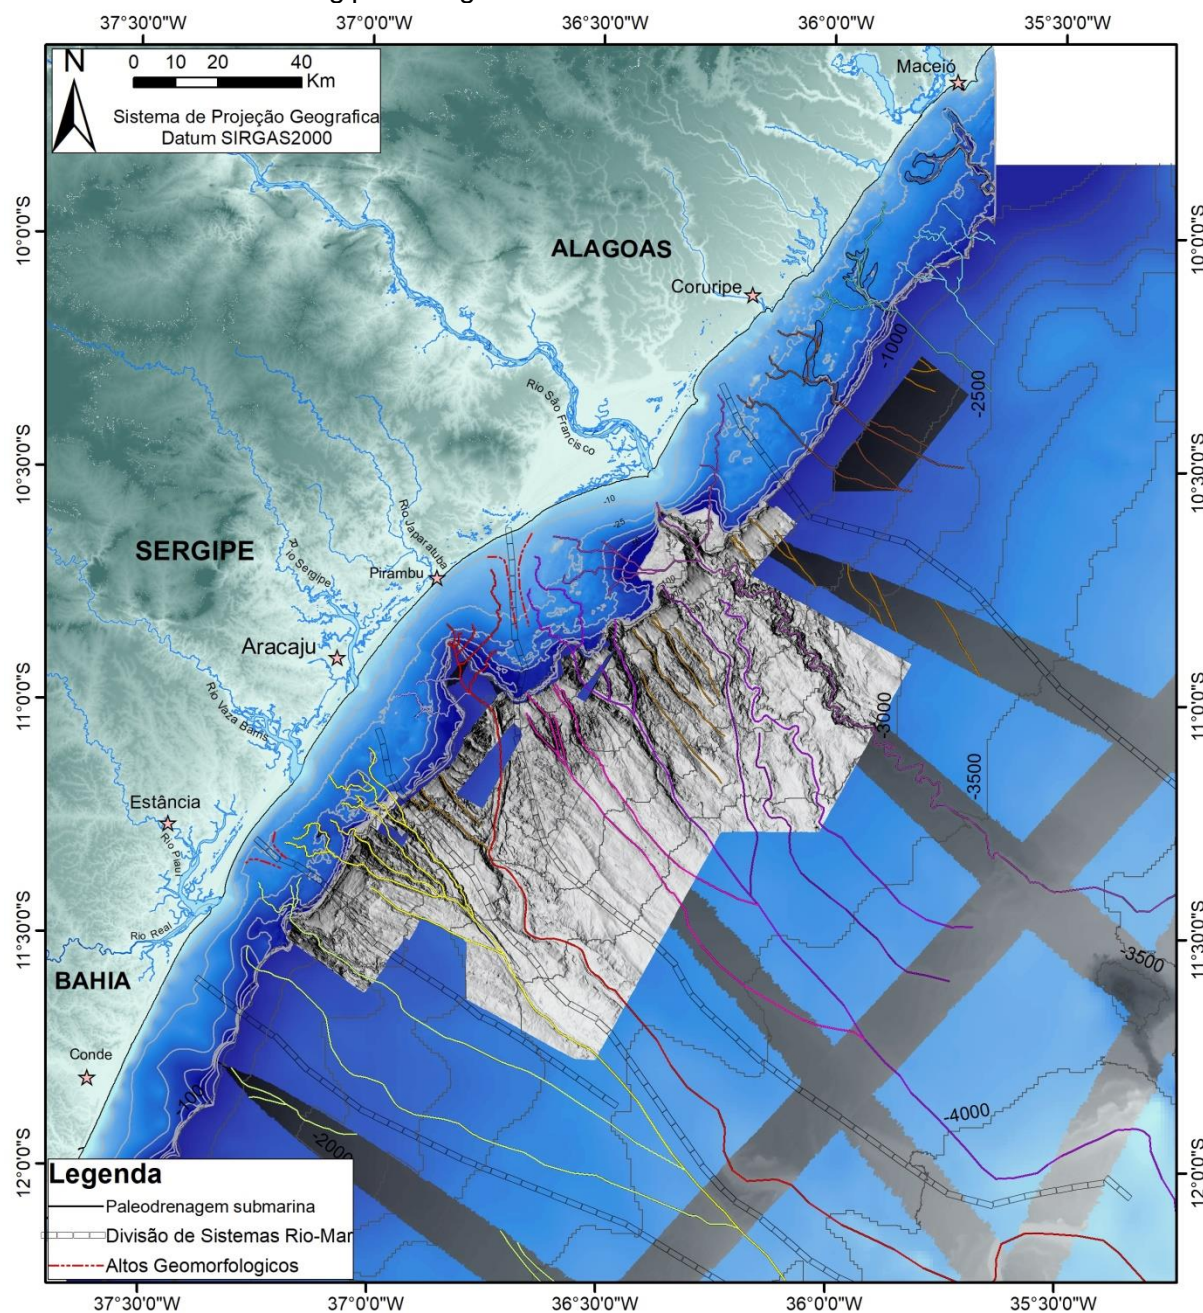 37°30'0"W 37°0'0"W 36°30'0"W 36°0'0"W 35°30'0"W
N
0 10 20 40
Km
Sistema de Projeção Geografica
Datum SIRGAS2000
Maceió
10°0'0"S
10°0'0"S
ALAGOAS
Coruripe
-1000
-2500
Rio São Francisco
10°30'0"S
10°30'0"S
-10
-25
Rio Japaratuba
Rio Sergipe
SERGIPE
Pirambu
Aracaju
Rio Vaza Barris
11°0'0"S
11°0'0"S
-3000
-3500
Estância
Rio Piauí
Rio Real
11°30'0"S
11°30'0"S
-3500
BAHIA
Conde
-100
-4000
-2000
12°0'0"S
12°0'0"S
Legenda
Paleodrenagem submarina
Divisão de Sistemas Rio-Mar
Altos Geomorfologicos
37°30'0"W 37°0'0"W 36°30'0"W 36°0'0"W 35°30'0"W